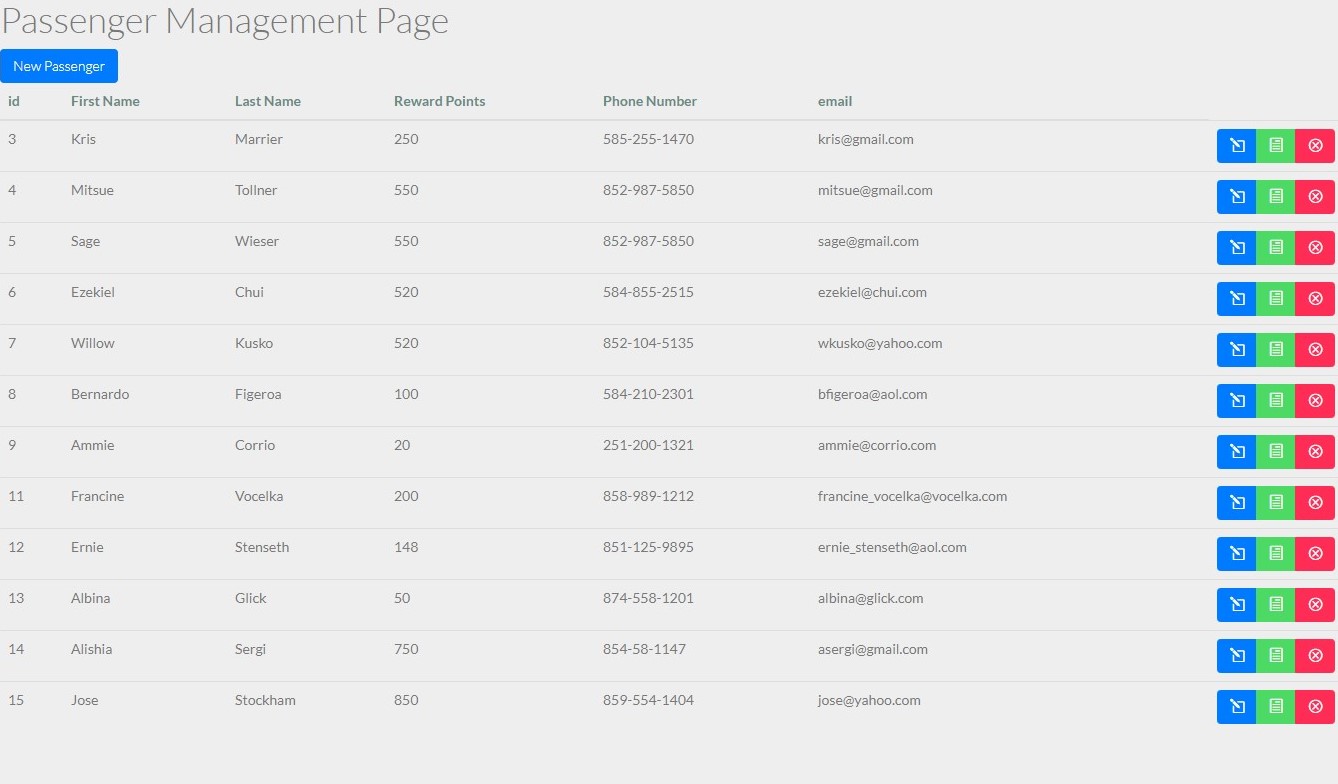 Passenger Management Page
New Passenger
id First Name Last Name Reward Points Phone Number email
3 Kris Marrier 250 585-255-1470 kris@gmail.com
4 Mitsue Tollner 550 852-987-5850 mitsue@gmail.com
5 Sage Wieser 550 852-987-5850 sage@gmail.com
6 Ezekiel Chui 520 584-855-2515 ezekiel@chui.com
7 Willow Kusko 520 852-104-5135 wkusko@yahoo.com
8 Bernardo Figeroa 100 584-210-2301 bfigeroa@aol.com
9 Ammie Corrio 20 251-200-1321 ammie@corrio.com
11 Francine Vocelka 200 858-989-1212 francine_vocelka@vocelka.com
12 Ernie Stenseth 148 851-125-9895 ernie_stenseth@aol.com
13 Albina Glick 50 874-558-1201 albina@glick.com
14 Alishia Sergi 750 854-58-1147 asergi@gmail.com
15 Jose Stockham 850 859-554-1404 jose@yahoo.com